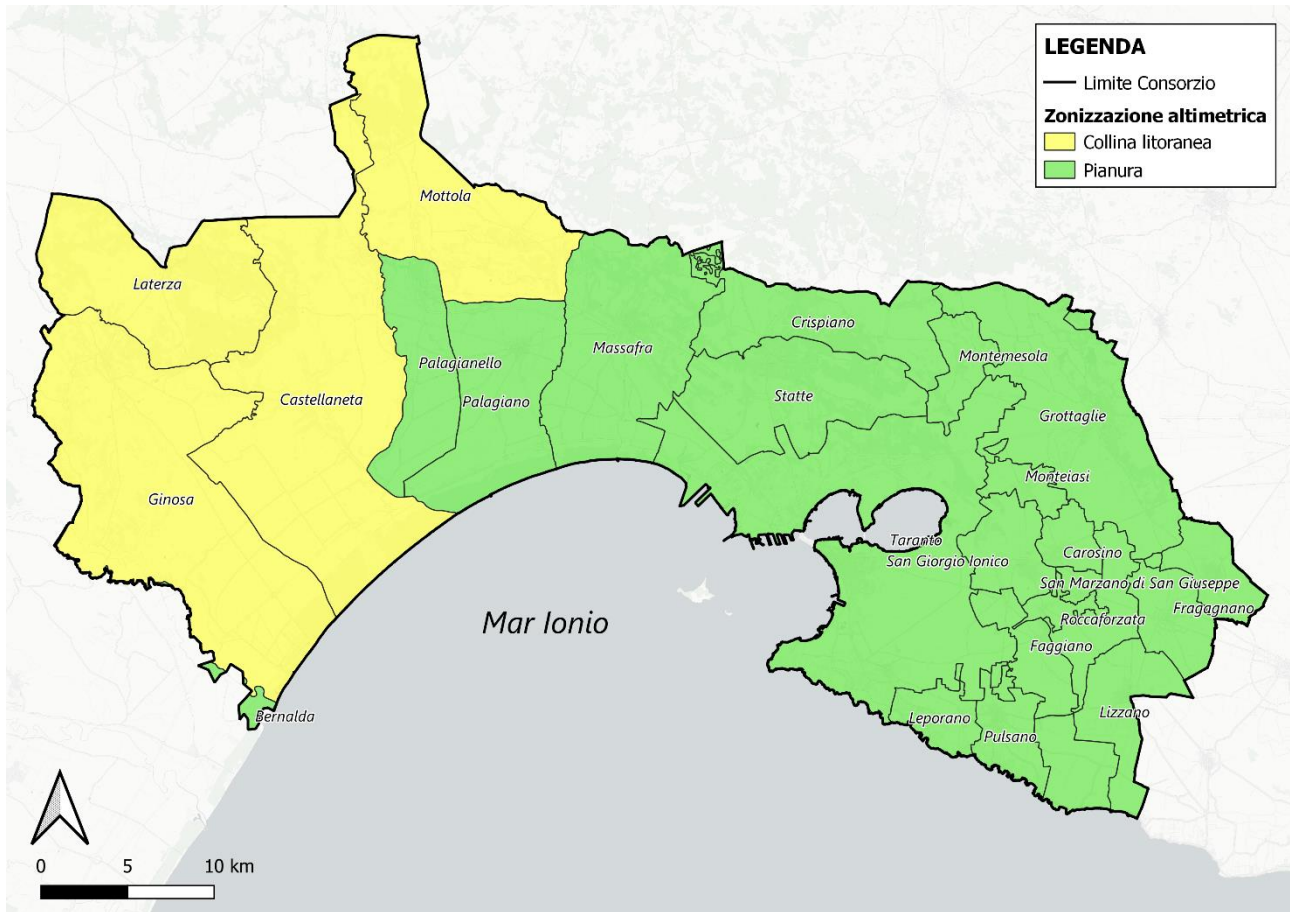 LEGENDA
Limite Consorzio
Zonizzazione altimetrica
Collina litoranea
Pianura
Mottola
Laterza
Crispiano
Massafra
Montemesola
Palagianello
Castellaneta
Palagiano
Statte
Grottaglie
Monteiasi
Ginosa
Taranto
Carosino
San Giorgio Ionico
San Marzano di San Giuseppe
Fragagnano
Roccaforzata
Mar Ionio
Faggiano
Lizzano
Bernalda
Leporano
Pulsano
0 5 10 km